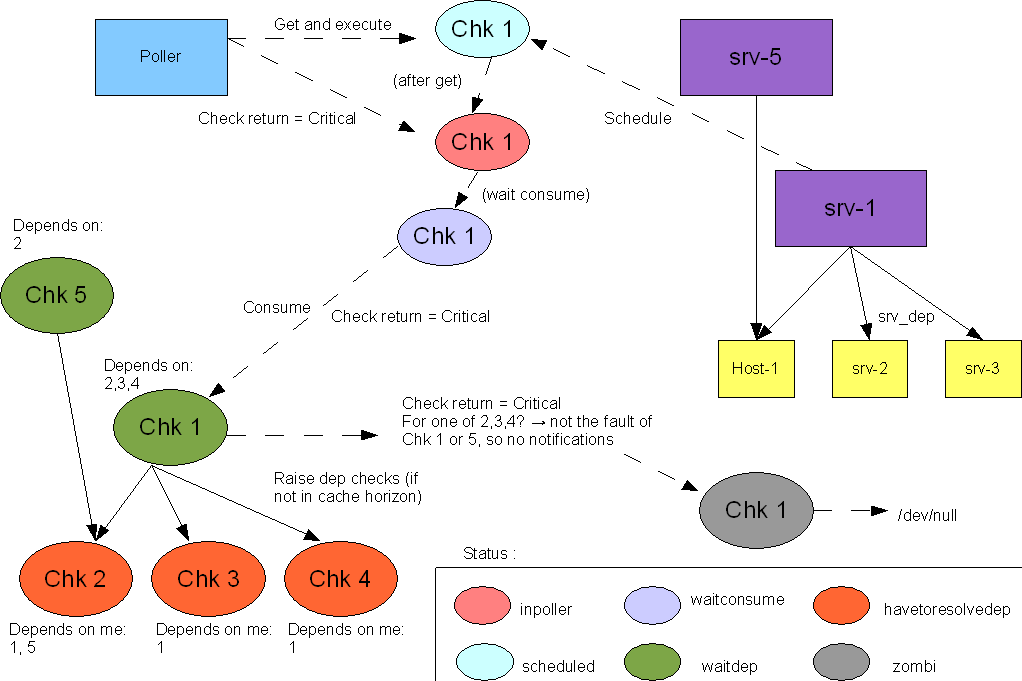 Poller
Get and execute
Chk 1
srv-5
(after get)
Check return = Critical
Schedule
Chk 1
(wait consume)
srv-1
Chk 1
Depends on:
2
Chk 5
Consume
Check return = Critical
srv_dep
Host-1
srv-2
srv-3
Depends on:
2,3,4
Chk 1
Check return = Critical
For one of 2,3,4? → not the fault of
Chk 1 or 5, so no notifications
Raise dep checks (if
not in cache horizon)
Chk 1
/dev/null
Chk 2
Chk 3
Chk 4
Depends on me:
1, 5
Depends on me:
1
Depends on me:
1
Status :
inpoller
waitconsume
havetoresolvedep
scheduled
waitdep
zombi